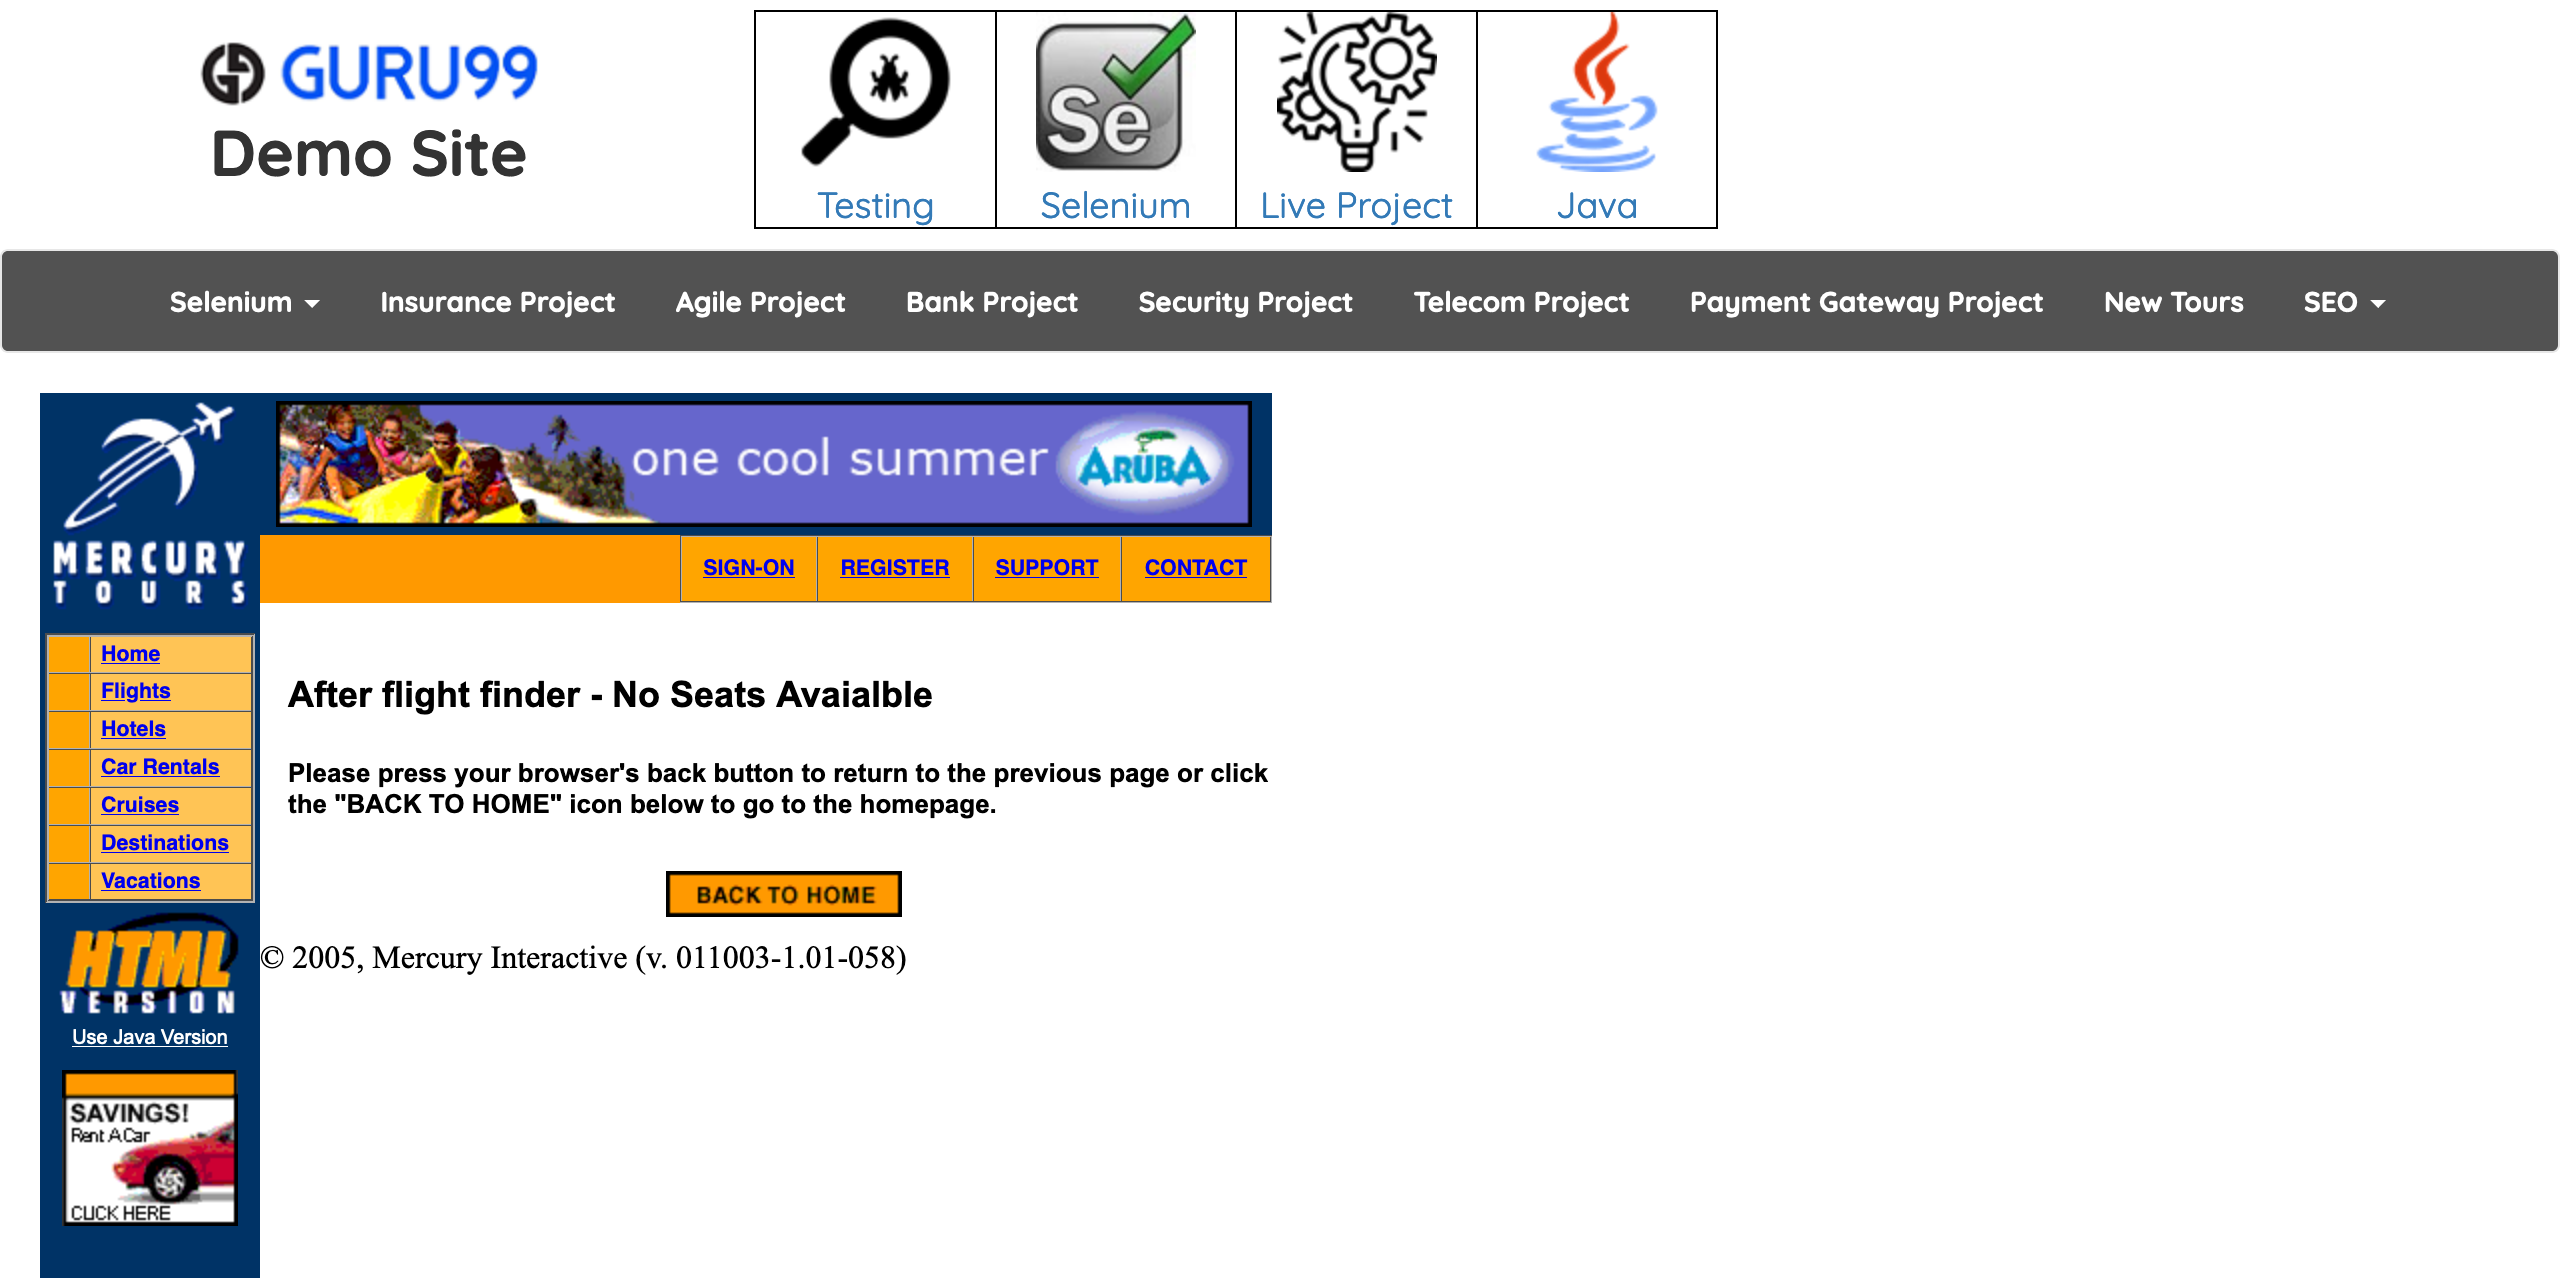 GURU99
Demo Site
Testing
Se
Selenium
Live Project
Java
Selenium
Insurance Project
Agile Project
Bank Project
Security Project
Telecom Project
Payment Gateway Project
New Tours
SEO
MERCURY
TOURS
one cool summer
ARUBA
SIGN-ON
REGISTER
SUPPORT
CONTACT
Home
Flights
Hotels
Car Rentals
Cruises
Destinations
Vacations
HTML
VERSION
Use Java Version
SAVINGS!
Rent A Car
CLICK HERE
After flight finder - No Seats Avaialble
Please press your browser's back button to return to the previous page or click
the "BACK TO HOME" icon below to go to the homepage.
BACK TO HOME
© 2005, Mercury Interactive (v. 011003-1.01-058)